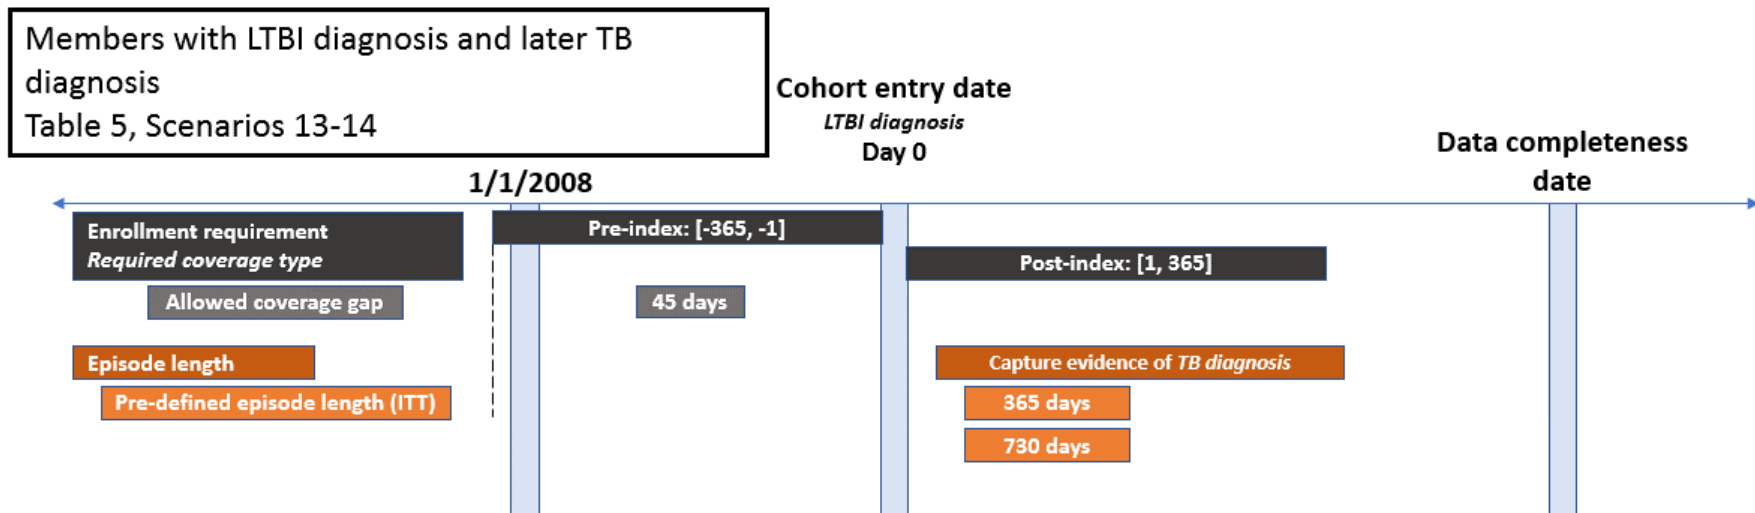 Members with LTBI diagnosis and later TB
diagnosis
Table 5, Scenarios 13-14
Cohort entry date
LTBI diagnosis
Day 0
Data completeness
date
1/1/2008
Enrollment requirement
Required coverage type
Pre-index: [-365, -1]
Post-index: [1, 365]
Allowed coverage gap
45 days
Episode length
Capture evidence of TB diagnosis
Pre-defined episode length (ITT)
365 days
730 days